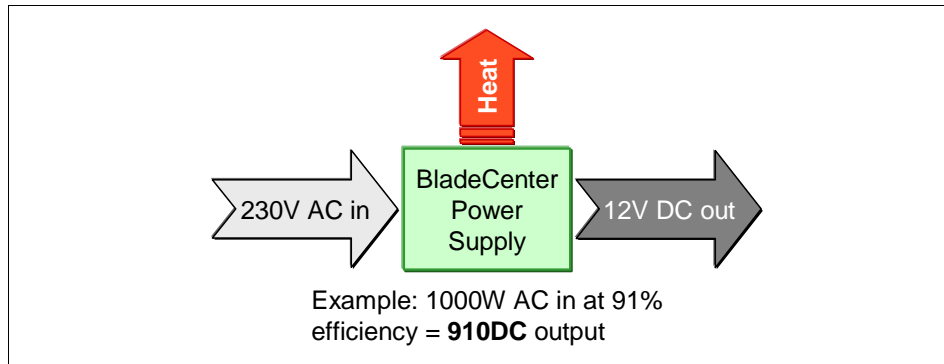 Heat
230V AC in
BladeCenter
Power
Supply
12V DC out
Example: 1000W AC in at 91%
efficiency = 910DC output